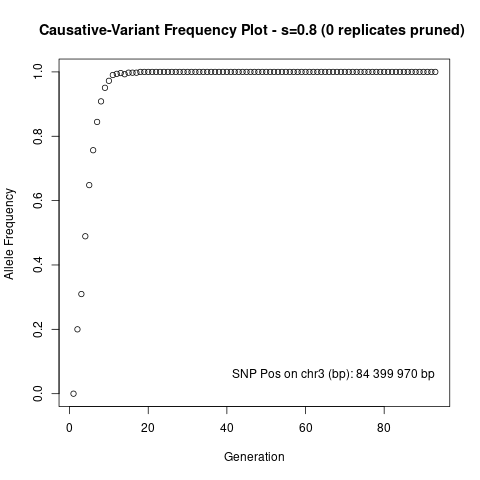 Causative-Variant Frequency Plot - s=0.8 (0 replicates pruned)
Allele Frequency
1.0
0.8
0.6
0.4
0.2
0.0
SNP Pos on chr3 (bp): 84 399 970 bp
0 20 40 60 80
Generation